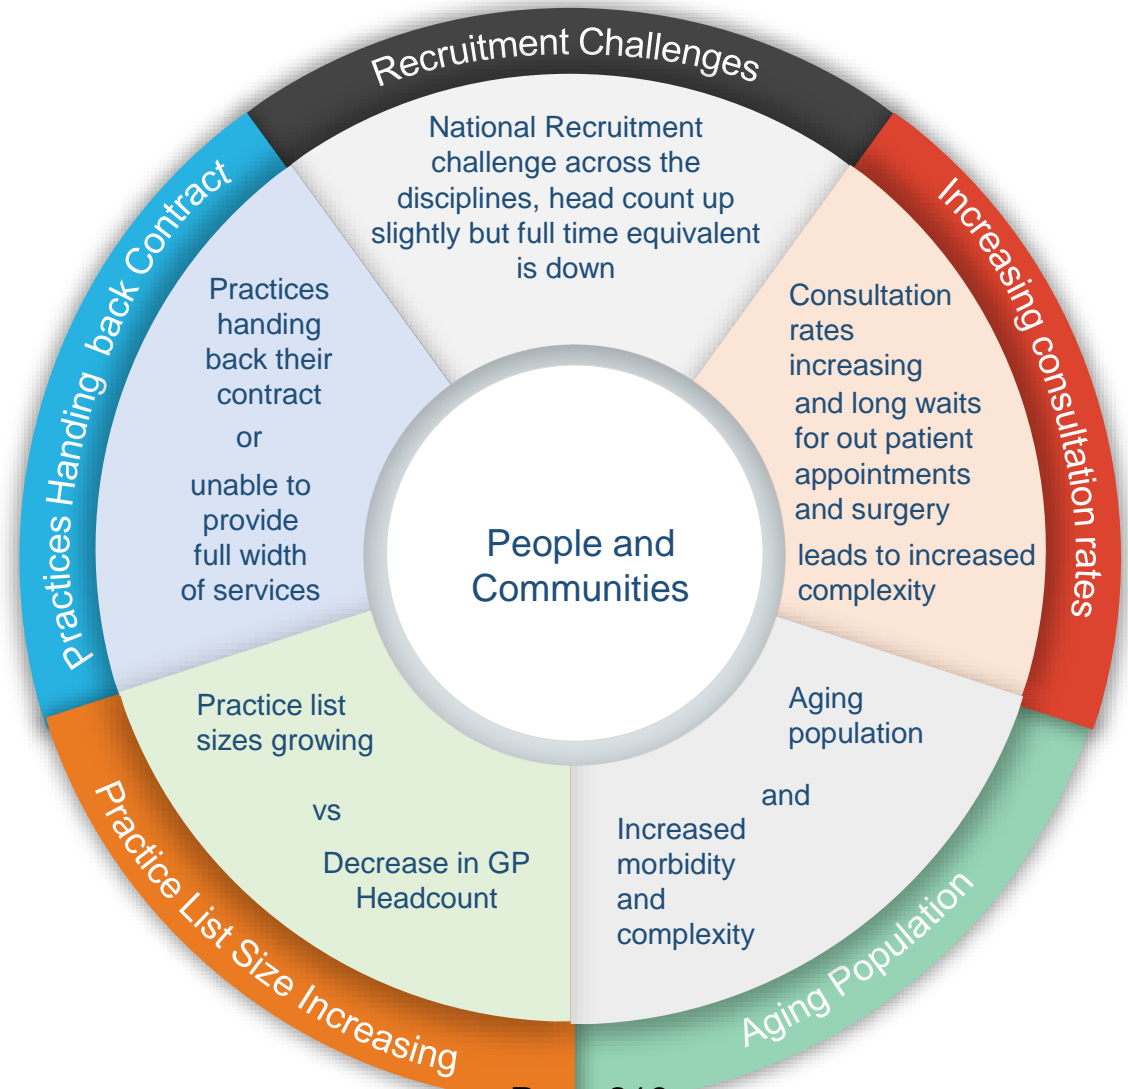 Recruitment Challenges
National Recruitment
challenge across the
disciplines, head count up
slightly but full time equivalent
is down
Increasing consultation rates
Consultation
rates
increasing
and long waits
for out patient
appointments
and surgery
leads to increased
complexity
Aging Population
Aging
population
and
Increased
morbidity
and
complexity
Practice List Size Increasing
Practice list
sizes growing
vs
Decrease in GP
Headcount
Practices Handing back Contract
Practices
handing
back their
contract
or
unable to
provide
full width
of services
People and
Communities